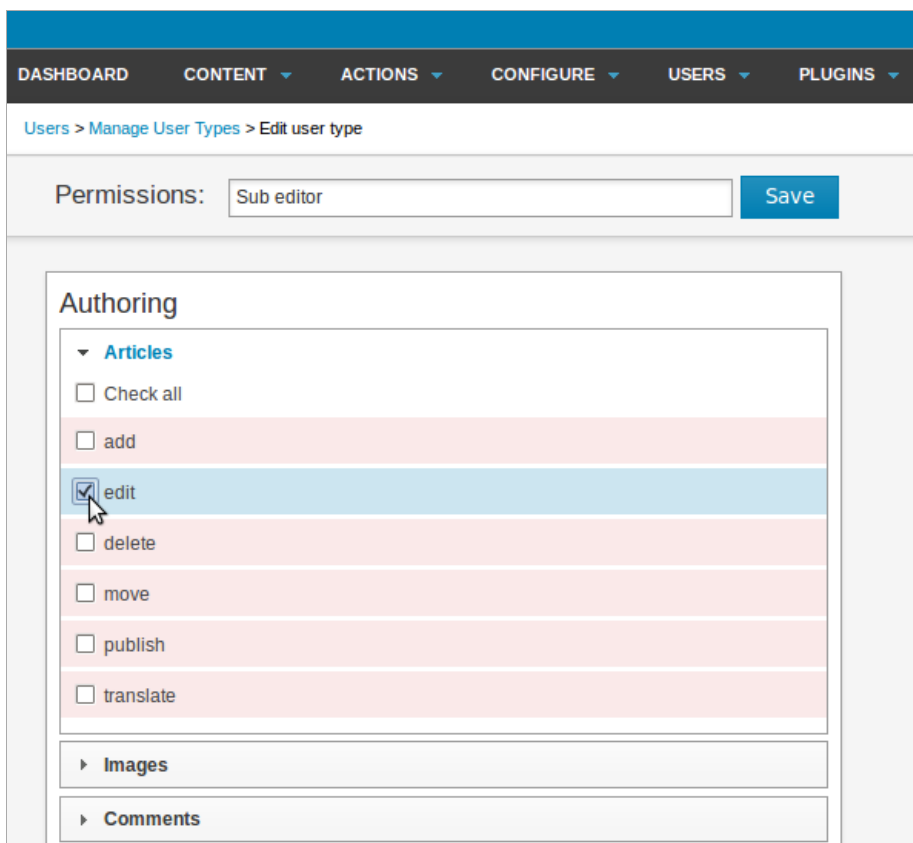 DASHBOARD CONTENT ACTIONS CONFIGURE USERS PLUGINS
Users > Manage User Types > Edit user type
Permissions: Sub editor Save
Authoring
Articles
Check all
add
edit
delete
move
publish
translate
Images
Comments